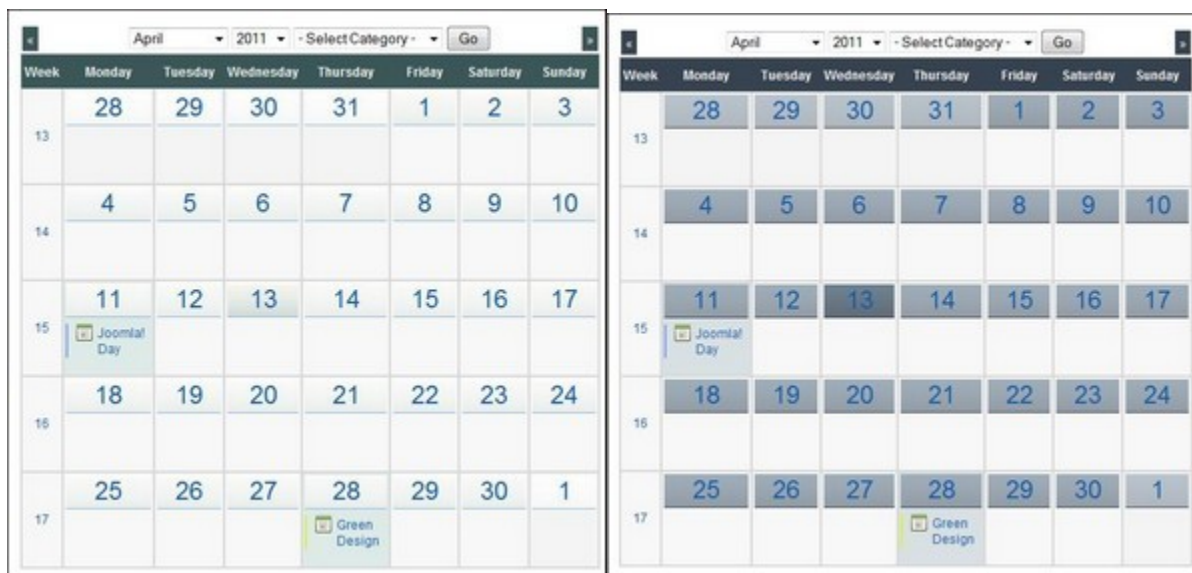 « April 2011 - Select Category - Go »
Week Monday Tuesday Wednesday Thursday Friday Saturday Sunday
28 29 30 31 1 2 3
13
4 5 6 7 8 9 10
14
11 12 13 14 15 16 17
15 Joomla!
Day
18 19 20 21 22 23 24
16
25 26 27 28 29 30 1
17 Green
Design
« April 2011 - Select Category - Go »
Week Monday Tuesday Wednesday Thursday Friday Saturday Sunday
28 29 30 31 1 2 3
13
4 5 6 7 8 9 10
14
11 12 13 14 15 16 17
15 Joomla!
Day
18 19 20 21 22 23 24
16
25 26 27 28 29 30 1
17 Green
Design